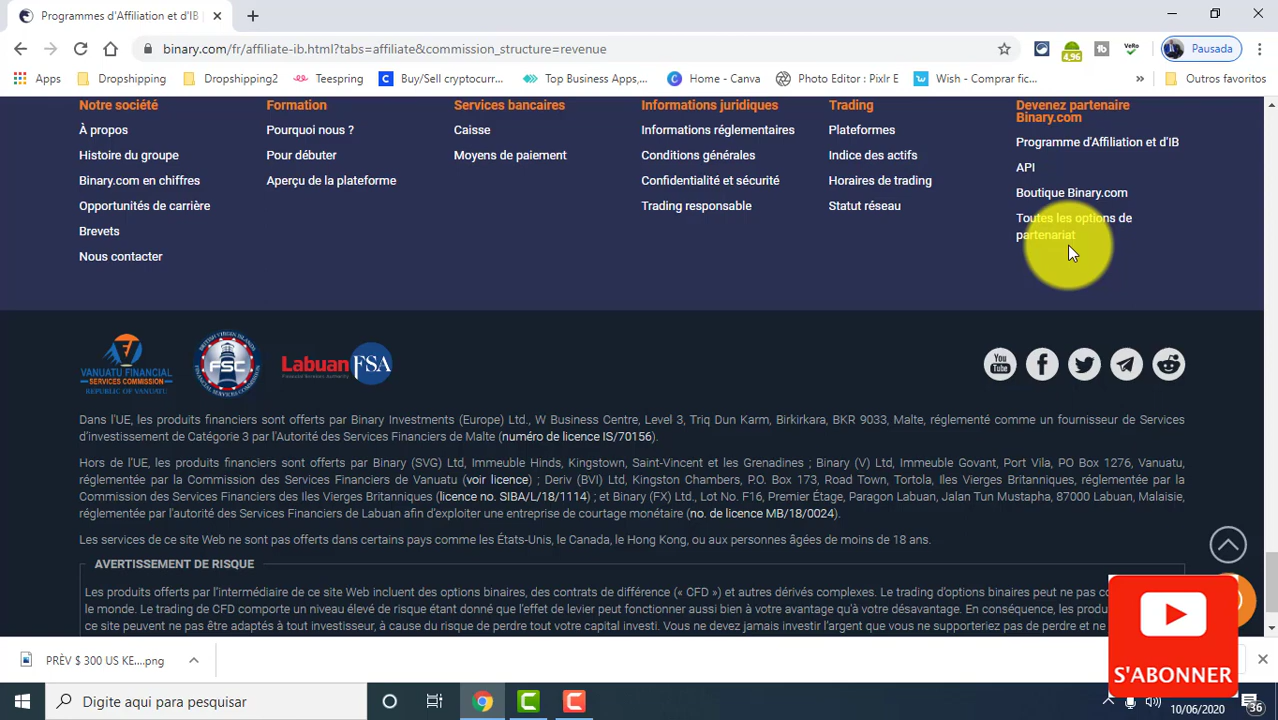 Programmes d'Affiliation et d'IB
binary.com/fr/affiliate-ib.html?tabs=affiliate&commission_structure=revenue
4,96
VeRo
Pausada
Apps
Dropshipping
Dropshipping2
Teespring
Buy/Sell cryptocurr...
Top Business Apps,...
Home - Canva
Photo Editor : Pixlr E
Wish - Comprar fic...
»
Outros favoritos
Notre société
À propos
Histoire du groupe
Binary.com en chiffres
Opportunités de carrière
Brevets
Nous contacter
Formation
Pourquoi nous ?
Pour débuter
Aperçu de la plateforme
Services bancaires
Caisse
Moyens de paiement
Informations juridiques
Informations réglementaires
Conditions générales
Confidentialité et sécurité
Trading responsable
Trading
Plateformes
Indice des actifs
Horaires de trading
Statut réseau
Devenez partenaire
Binary.com
Programme d'Affiliation et d'IB
API
Boutique Binary.com
Toutes les options de
partenariat
VANUATU FINANCIAL
SERVICES COMMISSION
REPUBLIC OF VANUATU
FSC
Labuan FSA
You
Tube
Dans l'UE, les produits financiers sont offerts par Binary Investments (Europe) Ltd., W Business Centre, Level 3, Triq Dun Karm, Birkirkara, BKR 9033, Malte, réglementé comme un fournisseur de Services
d'investissement de Catégorie 3 par l'Autorité des Services Financiers de Malte (numéro de licence IS/70156).
Hors de l'UE, les produits financiers sont offerts par Binary (SVG) Ltd, Immeuble Hinds, Kingstown, Saint-Vincent et les Grenadines ; Binary (V) Ltd, Immeuble Govant, Port Vila, PO Box 1276, Vanuatu,
réglementée par la Commission des Services Financiers de Vanuatu (voir licence) ; Deriv (BVI) Ltd, Kingston Chambers, P.O. Box 173, Road Town, Tortola, Iles Vierges Britanniques, réglementée par la
Commission des Services Financiers des Iles Vierges Britanniques (licence no. SIBA/L/18/1114) ; et Binary (FX) Ltd., Lot No. F16, Premier Étage, Paragon Labuan, Jalan Tun Mustapha, 87000 Labuan, Malaisie,
réglementée par l'autorité des Services Financiers de Labuan afin d'exploiter une entreprise de courtage monétaire (no. de licence MB/18/0024).
Les services de ce site Web ne sont pas offerts dans certains pays comme les États-Unis, le Canada, le Hong Kong, ou aux personnes âgées de moins de 18 ans.
AVERTISSEMENT DE RISQUE
Les produits offerts par l'intermédiaire de ce site Web incluent des options binaires, des contrats de différence (« CFD ») et autres dérivés complexes. Le trading d'options binaires peut ne pas
le monde. Le trading de CFD comporte un niveau élevé de risque étant donné que l'effet de levier peut fonctionner aussi bien à votre avantage qu'à votre désavantage. En conséquence, les
ce site peuvent ne pas être adaptés à tout investisseur, à cause du risque de perdre tout votre capital investi. Vous ne devez jamais investir l'argent que vous ne supporteriez pas de perdre et
S'ABONNER
PRÈV $ 300 US KE....png
Digite aqui para pesquisar
10/06/2020
36